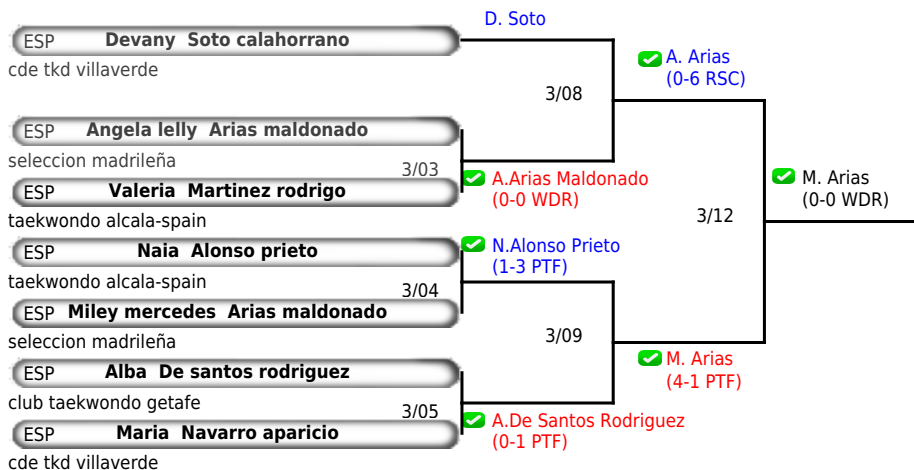 D. Soto
ESP Devany Soto calahorrano
cde tkd villaverde
A. Arias
(0-6 RSC)
3/08
ESP Angela lelly Arias maldonado
seleccion madrileña
3/03
A.Arias Maldonado
(0-0 WDR)
ESP Valeria Martinez rodrigo
taekwondo alcala-spain
M. Arias
(0-0 WDR)
3/12
ESP Naia Alonso prieto
taekwondo alcala-spain
N.Alonso Prieto
(1-3 PTF)
3/04
ESP Miley mercedes Arias maldonado
seleccion madrileña
3/09
M. Arias
(4-1 PTF)
ESP Alba De santos rodriguez
club taekwondo getafe
3/05
A.De Santos Rodriguez
(0-1 PTF)
ESP Maria Navarro aparicio
cde tkd villaverde